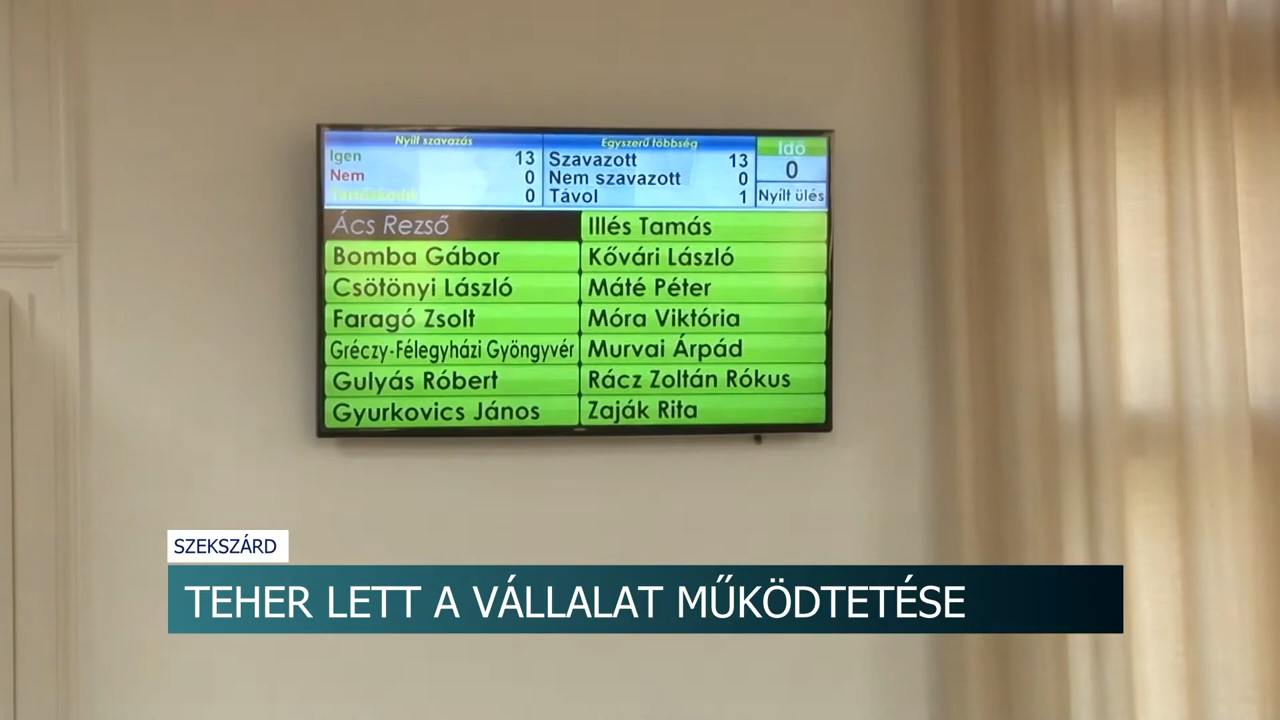 Nyílt szavazás
Egyszerű többség
Idő
Igen 13
Szavazott 13
0
Nem 0
Nem szavazott 0
Tartózkodik 0
Távol 1
Nyílt ülés
Ács Rezső
Illés Tamás
Bomba Gábor
Kővári László
Csötönyi László
Máté Péter
Faragó Zsolt
Móra Viktória
Gréczy-Félegyházi Gyöngyvér
Murvai Árpád
Gulyás Róbert
Rácz Zoltán Rókus
Gyurkovics János
Zaják Rita
SZEKSZÁRD
TEHER LETT A VÁLLALAT MŰKÖDTETÉSE